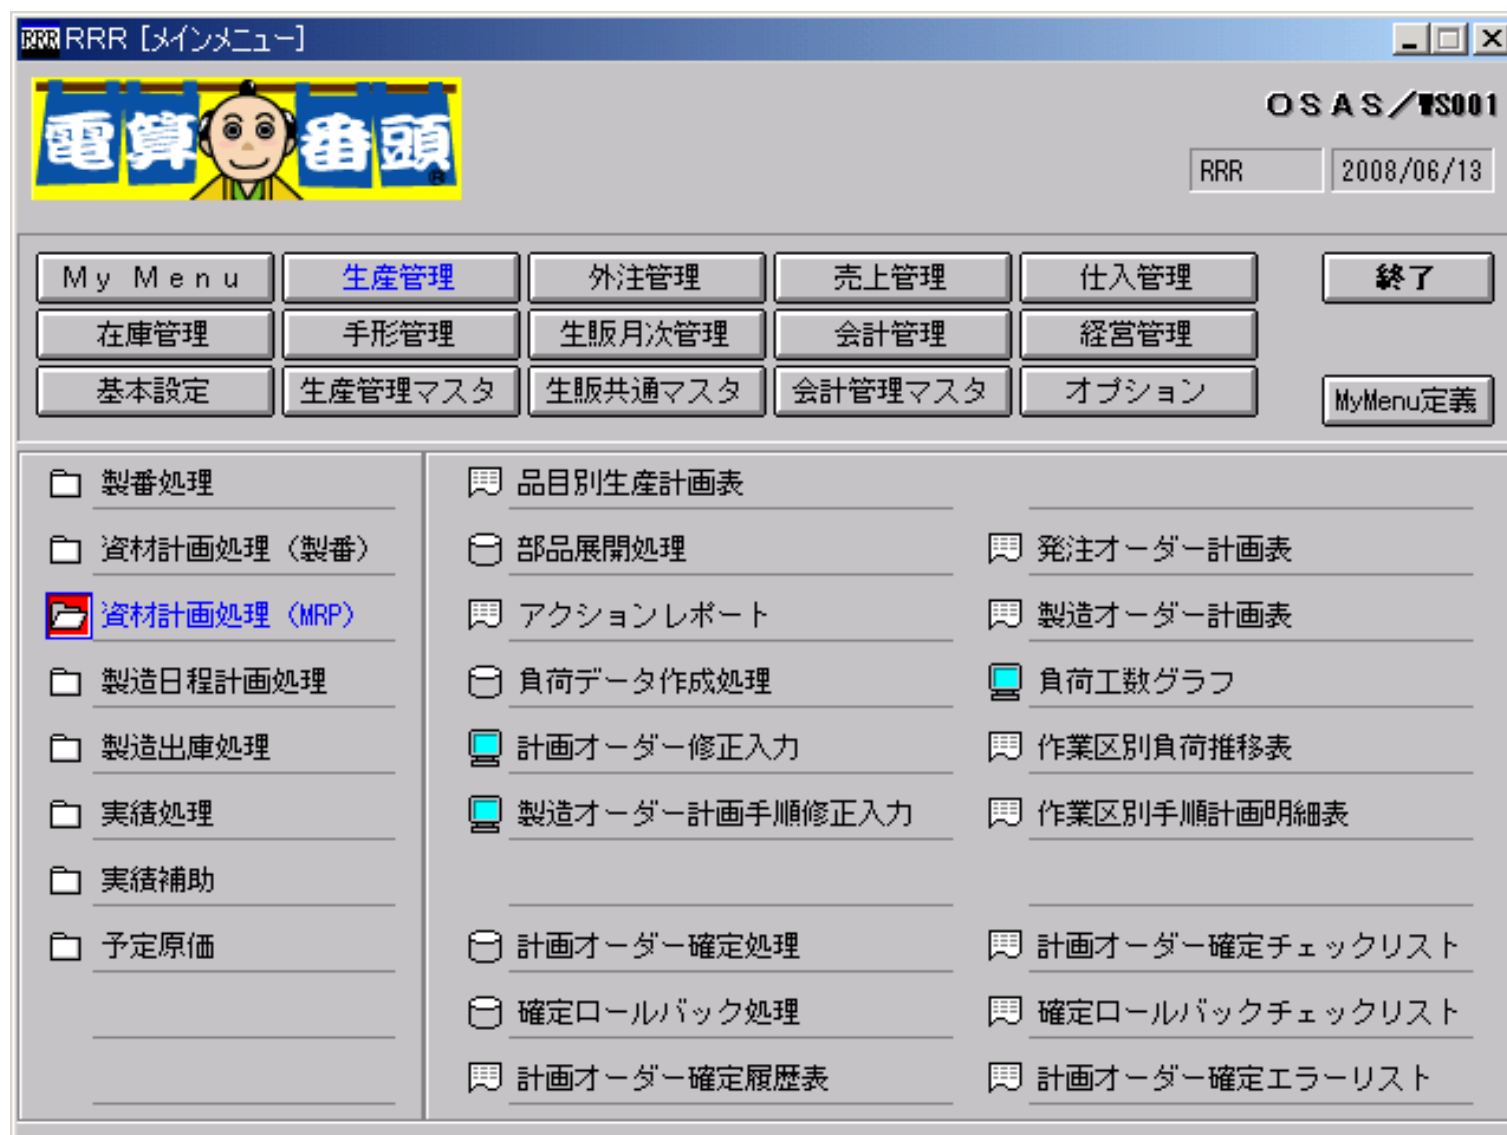 RRR RRR [メインメニュー]
電算番頭®
OSAS/WS001
RRR 2008/06/13
My Menu 生産管理 外注管理 売上管理 仕入管理 終了
在庫管理 手形管理 生販月次管理 会計管理 経営管理
基本設定 生産管理マスタ 生販共通マスタ 会計管理マスタ オプション MyMenu定義
製番処理
資材計画処理（製番）
資材計画処理（MRP）
製造日程計画処理
製造出庫処理
実績処理
実績補助
予定原価
品目別生産計画表
部品展開処理 発注オーダー計画表
アクションレポート 製造オーダー計画表
負荷データ作成処理 負荷工数グラフ
計画オーダー修正入力 作業区別負荷推移表
製造オーダー計画手順修正入力 作業区別手順計画明細表
計画オーダー確定処理 計画オーダー確定チェックリスト
確定ロールバック処理 確定ロールバックチェックリスト
計画オーダー確定履歴表 計画オーダー確定エラーリスト